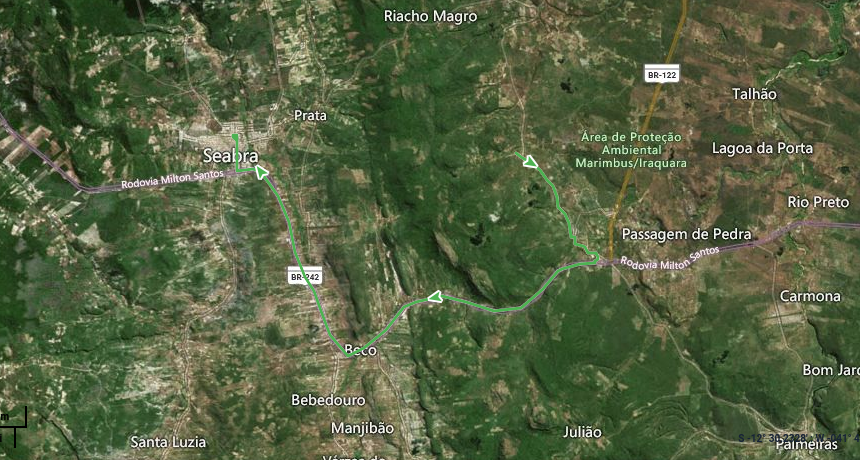 Riacho Magro
BR-122
Talhão
Prata
Área de Proteção
Ambiental
Marimbus/Iraquara
Lagoa da Porta
Seabra
Rodovia Milton Santos
Rio Preto
Passagem de Pedra
Rodovia Milton Santos
BR-242
Carmona
Beco
Bom Jard
Bebedouro
Manjibão
Julião
Santa Luzia
Palmeiras